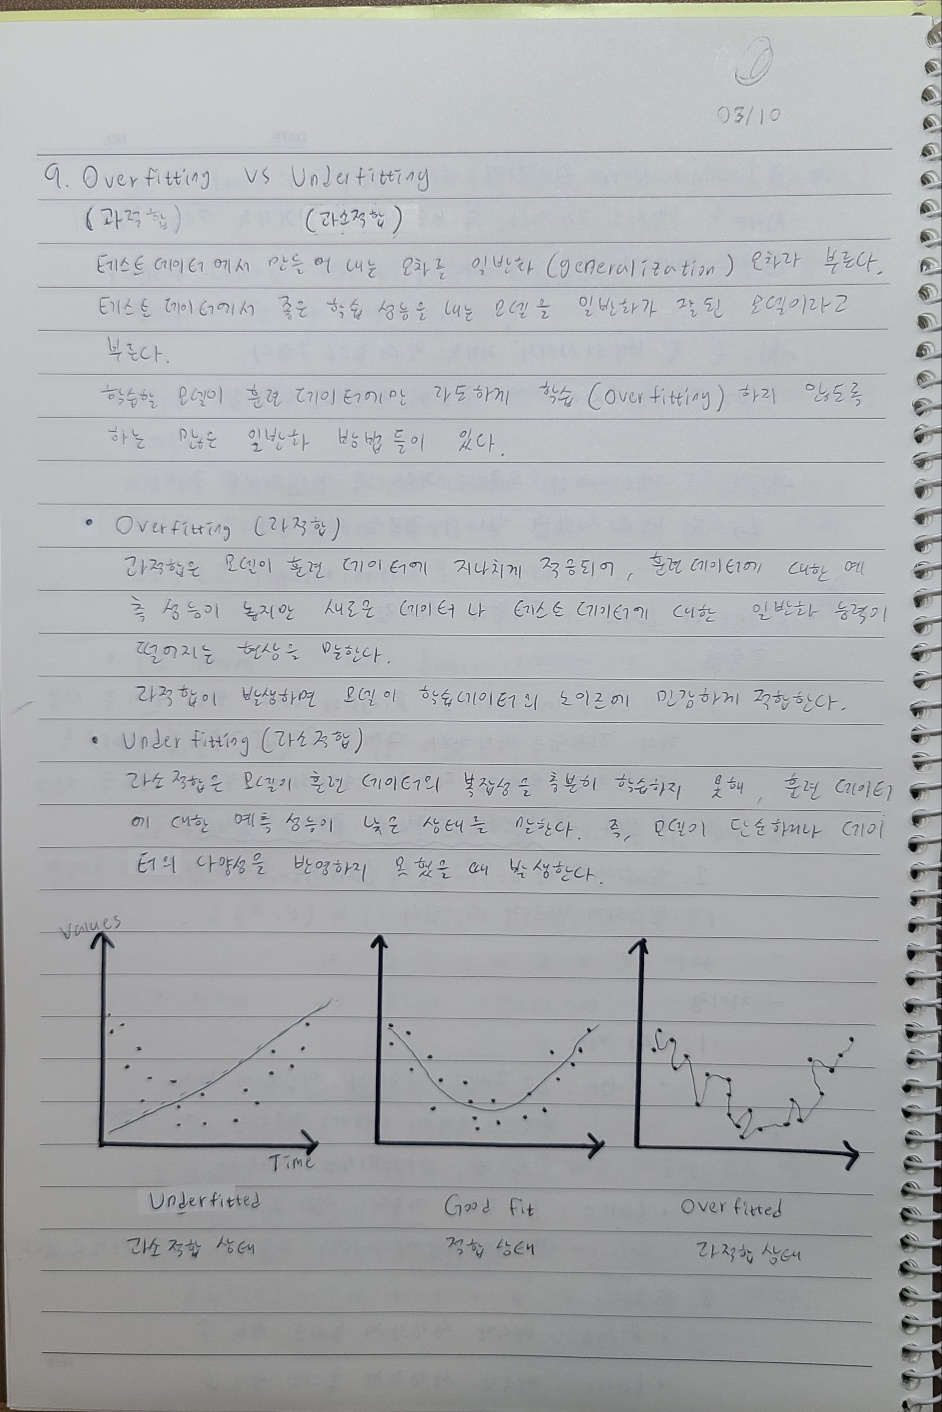 03/10
9. Overfitting vs Underfitting
(과적합) (과소적합)
테스트 데이터에서 만들어 내는 오차를 일반화(generalization) 오차라 부른다.
테스트 데이터에서 좋은 학습 성능을 내는 모델을 일반화가 잘 된 모델이라고
부른다.
학습할 모델이 훈련 데이터에만 과도하게 학습(Overfitting)하지 않도록
하는 많은 일반화 방법들이 있다.
• Overfitting (과적합)
과적합은 모델이 훈련 데이터에 지나치게 적응되어, 훈련데이터에 대한 예
측 성능이 높지만 새로운 데이터나 테스트 데이터에 대한 일반화 능력이
떨어지는 현상을 말한다.
과적합이 발생하면 모델이 학습데이터의 노이즈에 민감하게 적합한다.
• Underfitting (과소적합)
과소적합은 모델이 훈련 데이터의 복잡성을 충분히 학습하지 못해, 훈련 데이터
에 대한 예측 성능이 낮은 상태를 말한다. 즉, 모델이 단순하거나 데이
터의 다양성을 반영하지 못했을 때 발생한다.
Values
Time
Underfitted Good Fit Overfitted
과소적합 상태 적합 상태 과적합 상태